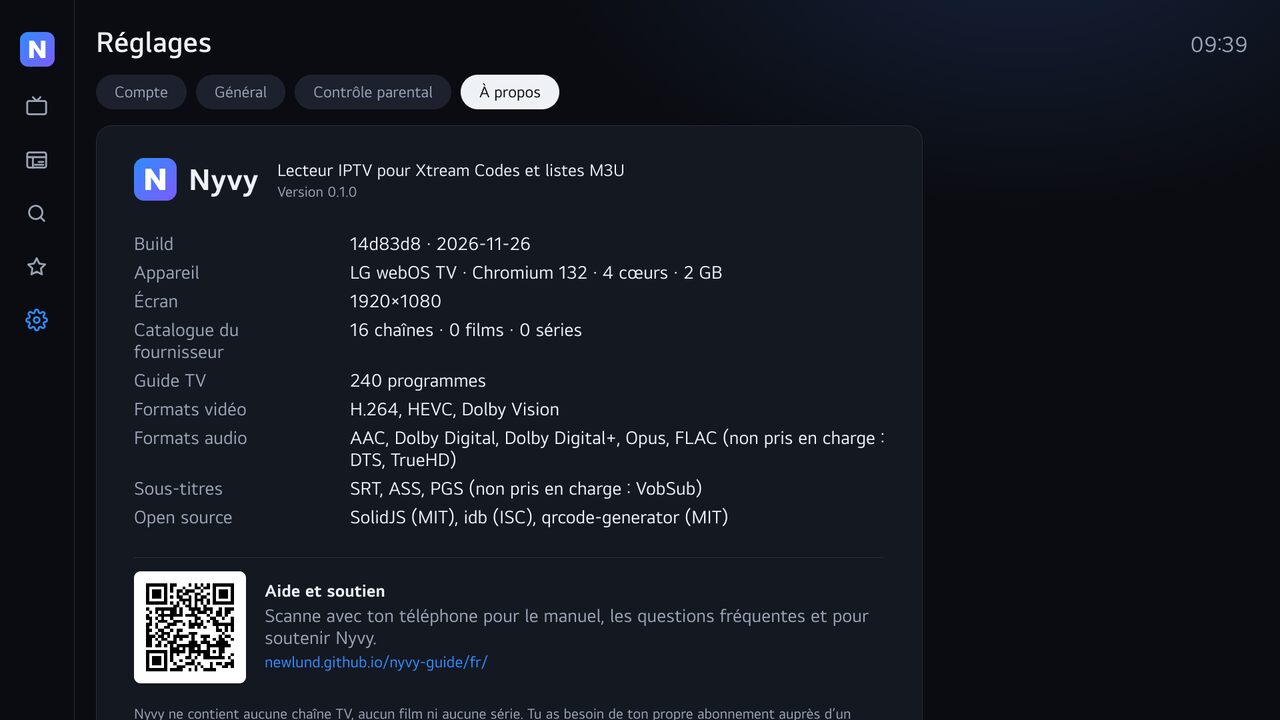 N
Réglages
09:39
Compte
Général
Contrôle parental
À propos
N Nyvy
Lecteur IPTV pour Xtream Codes et listes M3U
Version 0.1.0
Build
14d83d8 · 2026-11-26
Appareil
LG webOS TV · Chromium 132 · 4 cœurs · 2 GB
Écran
1920×1080
Catalogue du
fournisseur
16 chaînes · 0 films · 0 séries
Guide TV
240 programmes
Formats vidéo
H.264, HEVC, Dolby Vision
Formats audio
AAC, Dolby Digital, Dolby Digital+, Opus, FLAC (non pris en charge :
DTS, TrueHD)
Sous-titres
SRT, ASS, PGS (non pris en charge : VobSub)
Open source
SolidJS (MIT), idb (ISC), qrcode-generator (MIT)
Aide et soutien
Scanne avec ton téléphone pour le manuel, les questions fréquentes et pour
soutenir Nyvy.
newlund.github.io/nyvy-guide/fr/
Nyvy ne contient aucune chaîne TV, aucun film ni aucune série. Tu as besoin de ton propre abonnement auprès d’un